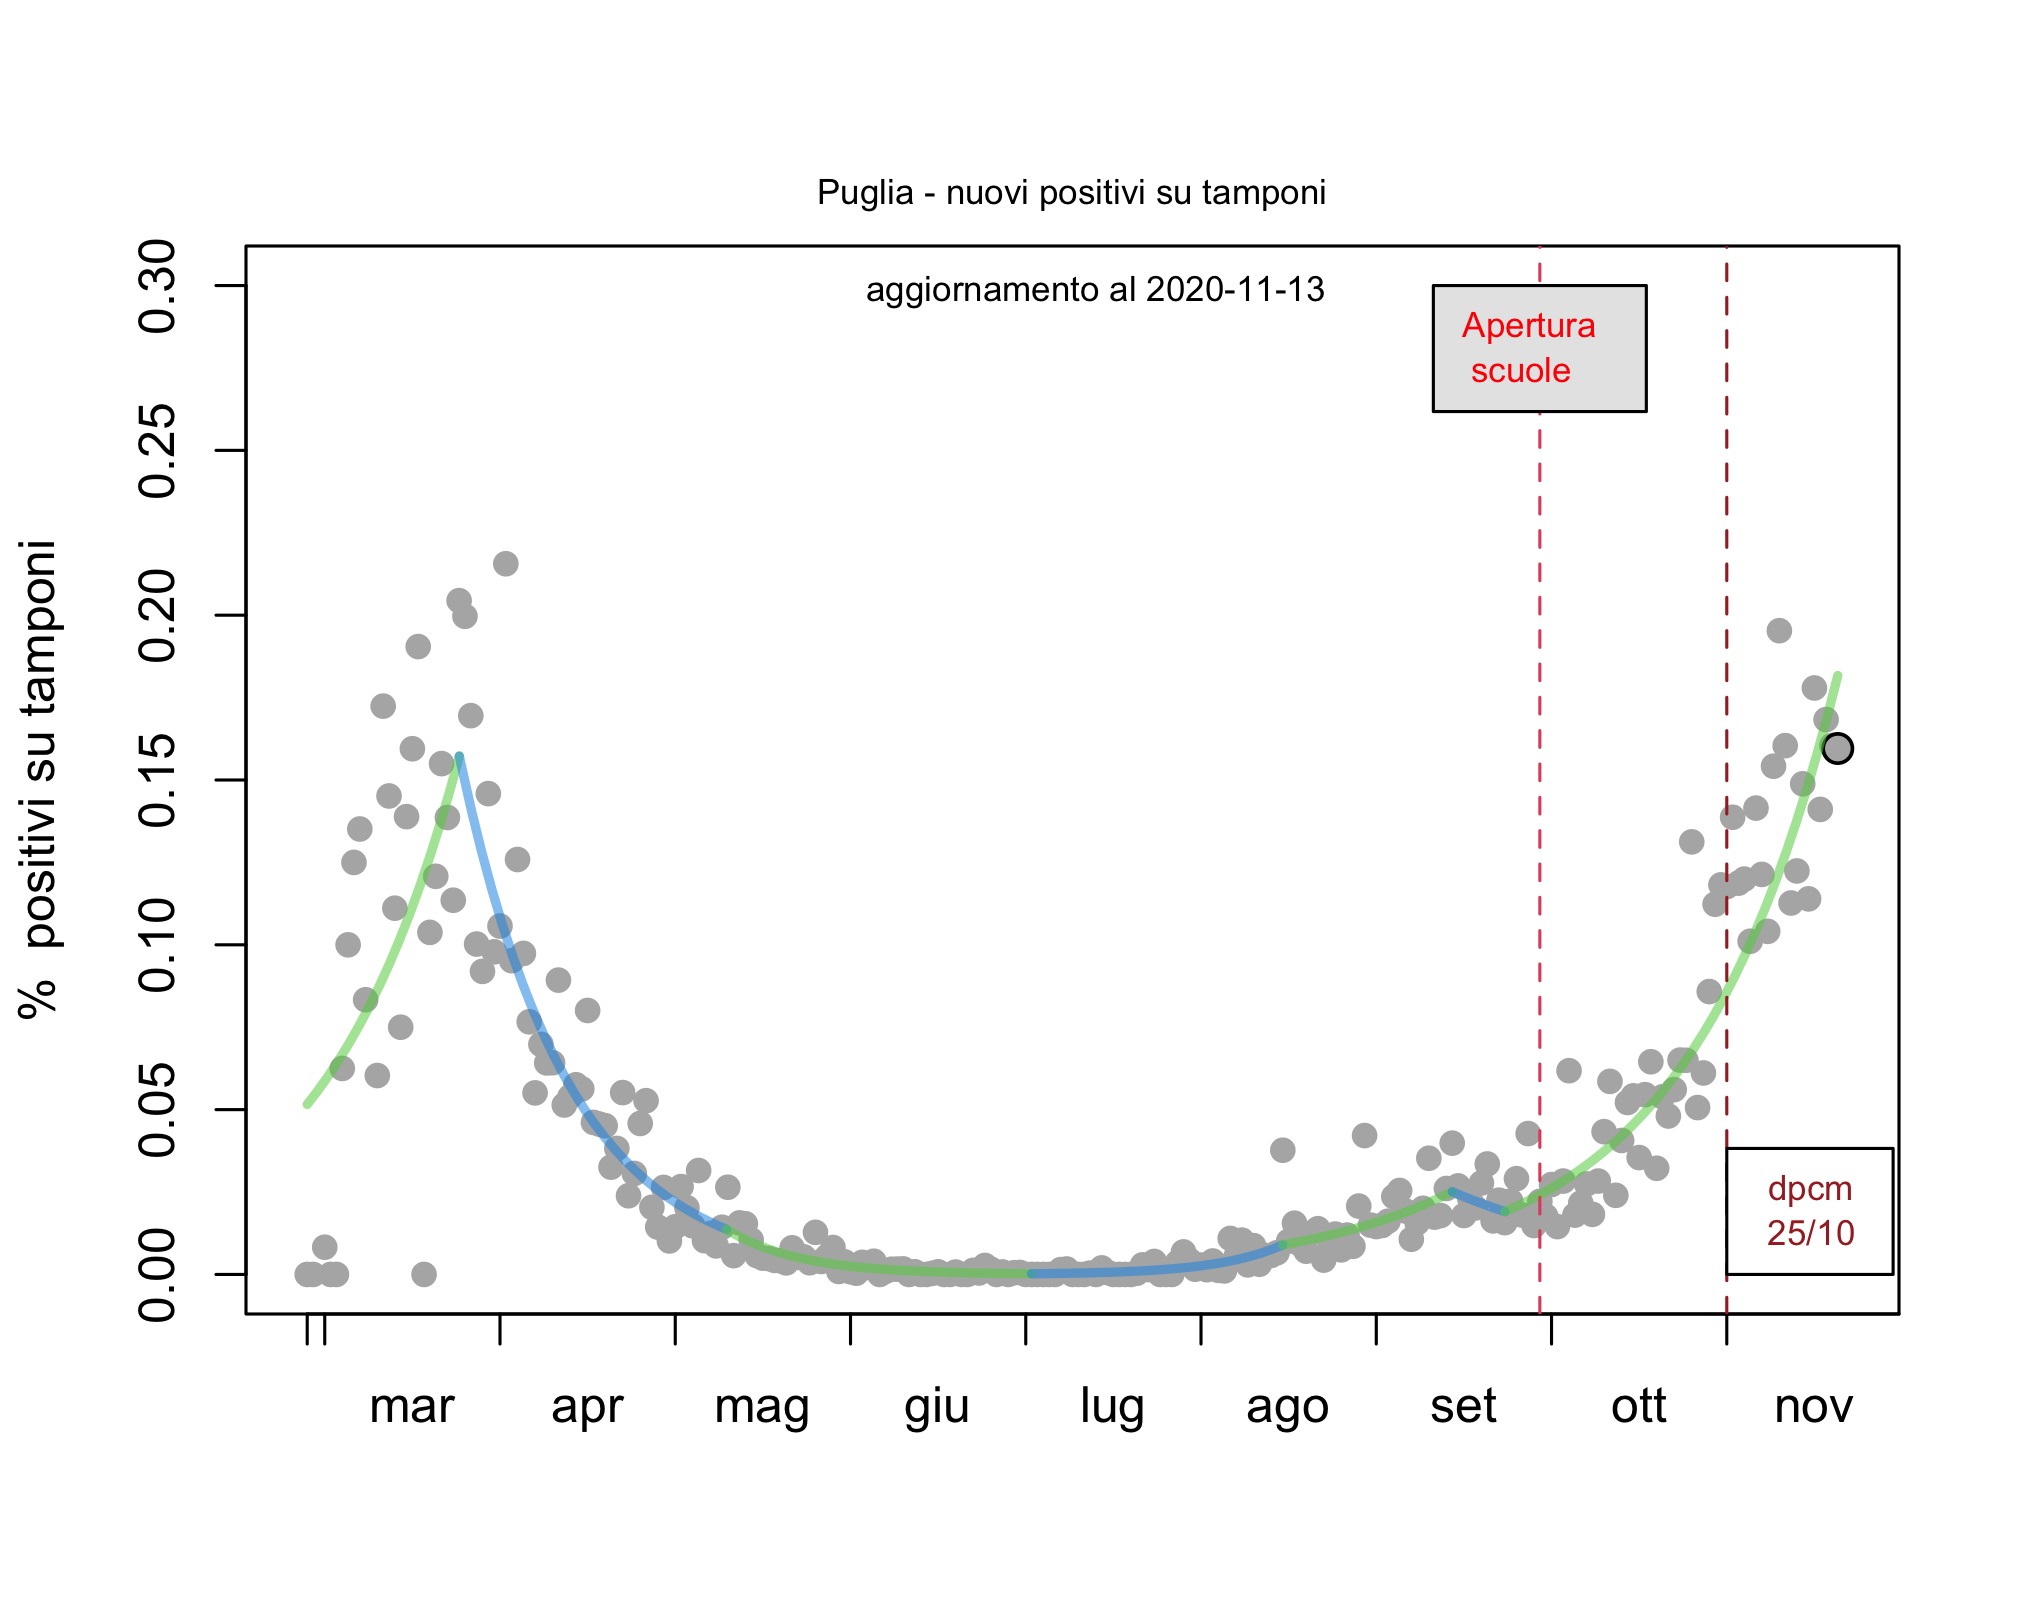 Puglia - nuovi positivi su tamponi
aggiornamento al 2020-11-13
Apertura
scuole
% positivi su tamponi
0.30
0.25
0.20
0.15
0.10
0.05
0.00
dpcm
25/10
mar apr mag giu lug ago set ott nov